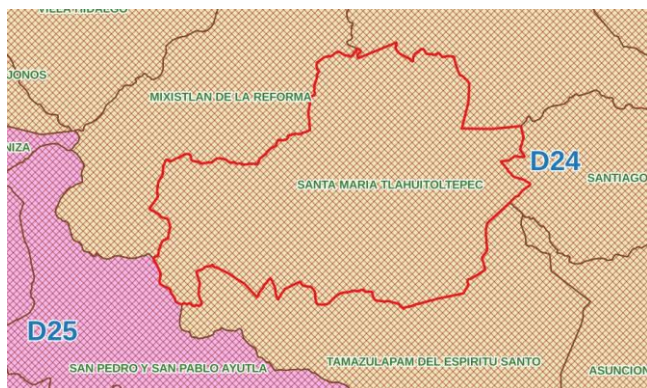 VILLA HIDALGO
JONOS
MIXISTLAN DE LA REFORMA
NIZA
D24
SANTA MARIA TLAHUITOLTEPEC
SANTIAGO
D25
TAMAZULAPAM DEL ESPIRITU SANTO
SAN PEDRO Y SAN PABLO AYUTLA
ASUNCION